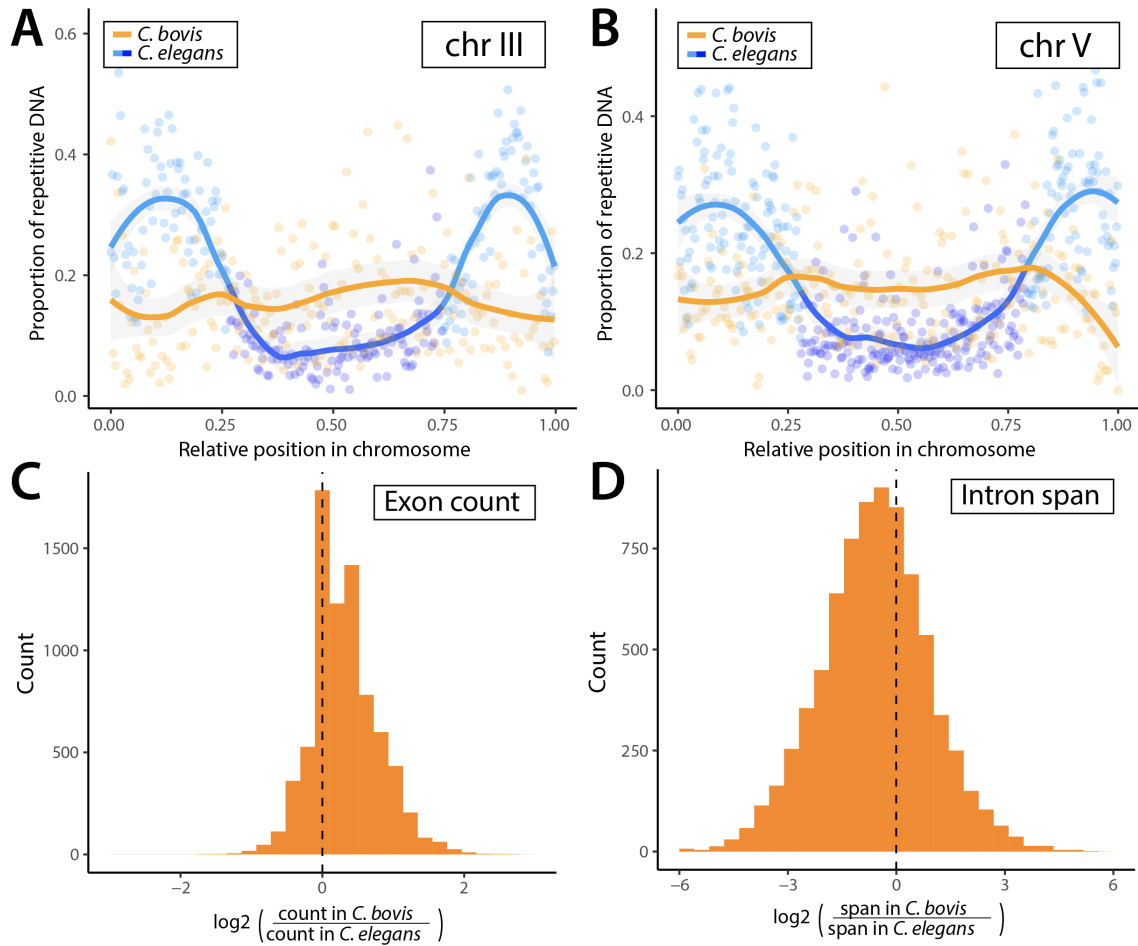 A
C. bovis
C. elegans
chr III
Proportion of repetitive DNA
0.6
0.4
0.2
0.0
0.00 0.25 0.50 0.75 1.00
Relative position in chromosome
B
C. bovis
C. elegans
chr V
Proportion of repetitive DNA
0.4
0.2
0.0
0.00 0.25 0.50 0.75 1.00
Relative position in chromosome
C
Exon count
Count
1500
1000
500
0
−2 0 2
log2 ( count in C. bovis
count in C. elegans )
D
Intron span
Count
750
500
250
0
−6 −3 0 3 6
log2 ( span in C. bovis
span in C. elegans )